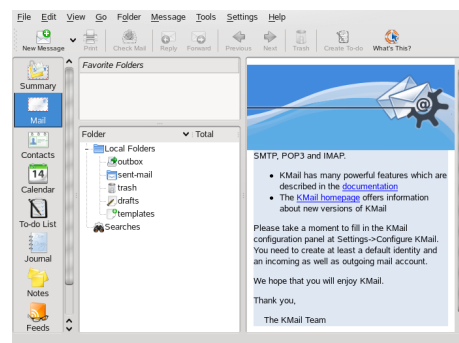 File Edit View Go Folder Message Tools Settings Help
New Message Print Check Mail Reply Forward Previous Next Trash Create To-do What's This?
Summary
Mail
Contacts
14
Calendar
To-do List
Journal
Notes
Feeds
Favorite Folders
Folder Total
Local Folders
outbox
sent-mail
trash
drafts
templates
Searches
SMTP, POP3 and IMAP.
• KMail has many powerful features which are
described in the documentation
• The KMail homepage offers information
about new versions of KMail
Please take a moment to fill in the KMail
configuration panel at Settings->Configure KMail.
You need to create at least a default identity and
an incoming as well as outgoing mail account.
We hope that you will enjoy KMail.
Thank you,
The KMail Team